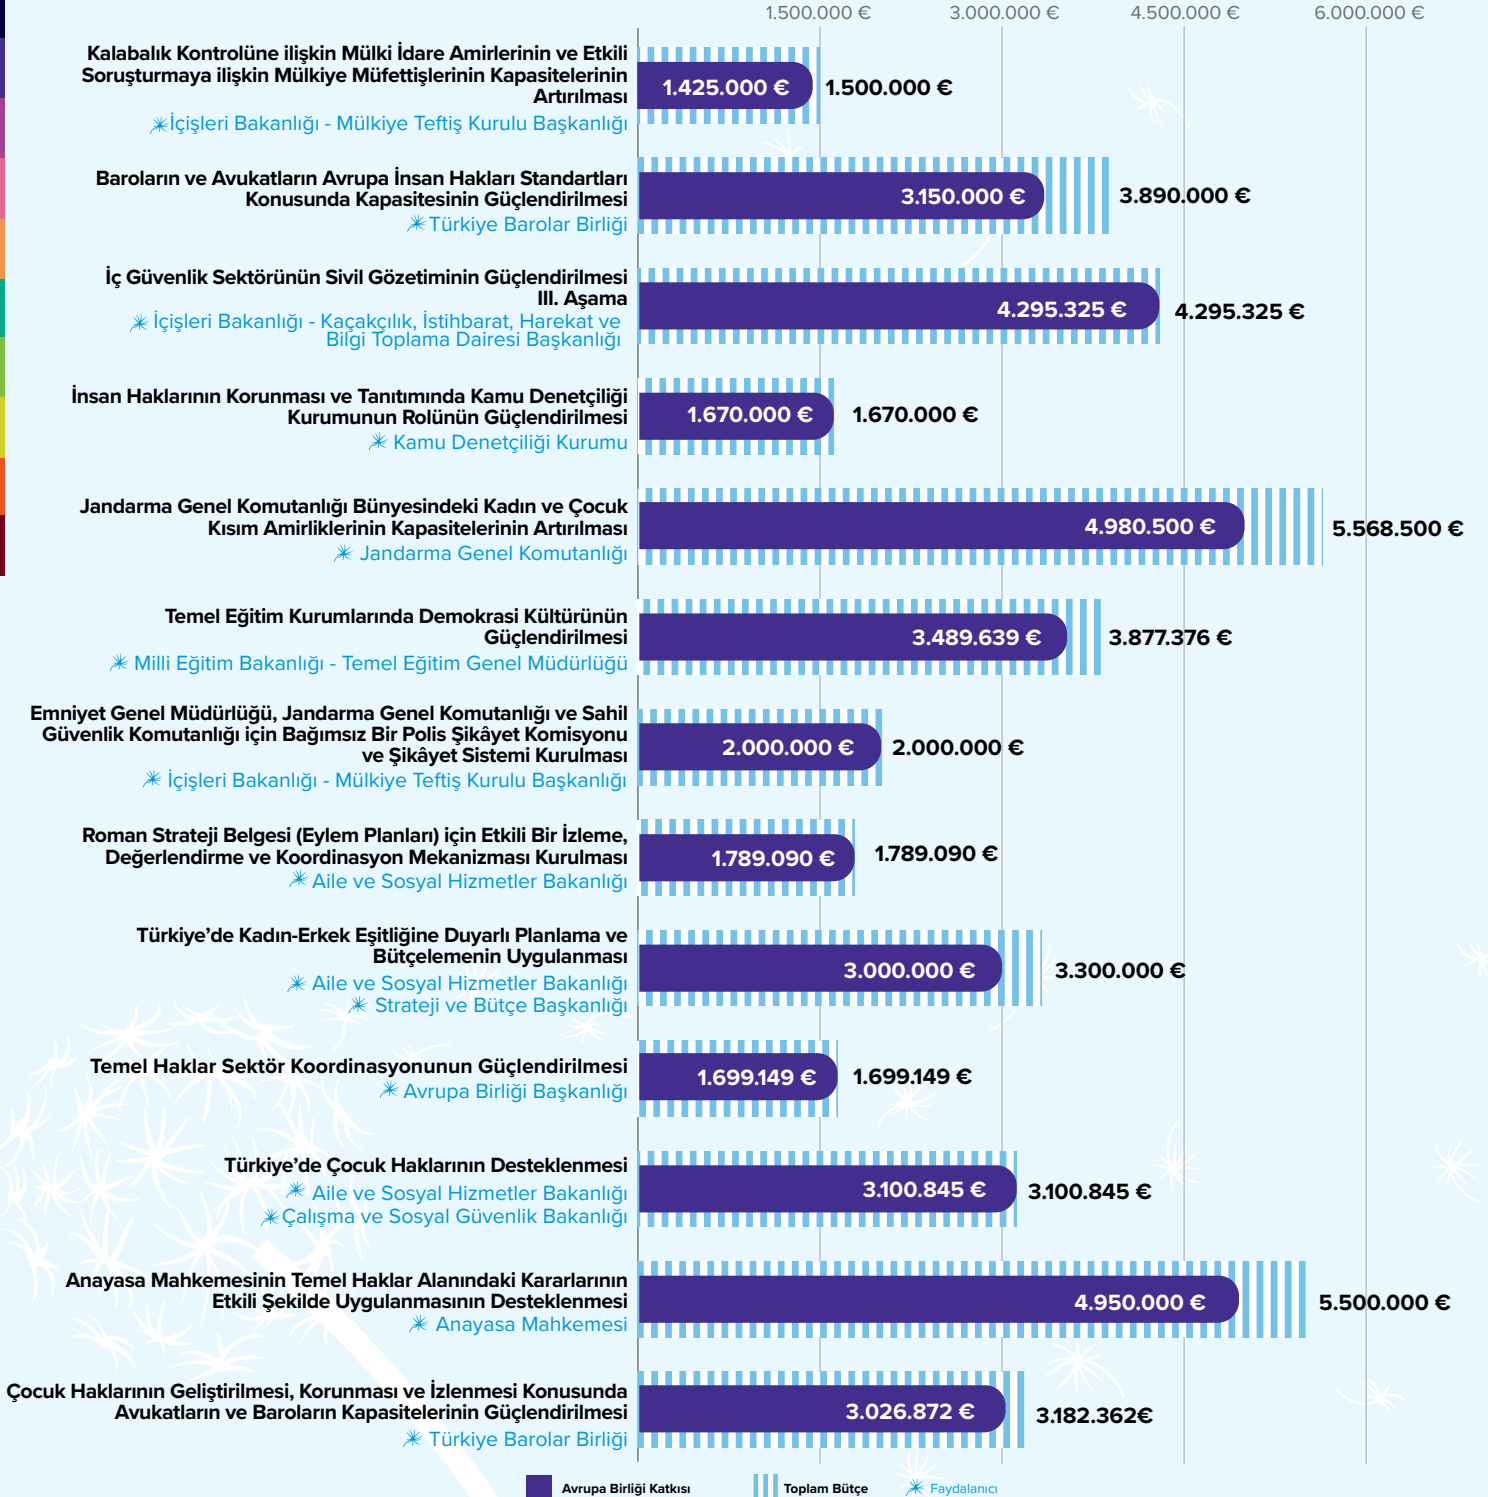 1.500.000 € 3.000.000 € 4.500.000 € 6.000.000 €
Kalabalık Kontrolüne ilişkin Mülki İdare Amirlerinin ve Etkili
Soruşturmaya ilişkin Mülkiye Müfettişlerinin Kapasitelerinin
Artırılması
İçişleri Bakanlığı - Mülkiye Teftiş Kurulu Başkanlığı
1.425.000 € 1.500.000 €
Baroların ve Avukatların Avrupa İnsan Hakları Standartları
Konusunda Kapasitesinin Güçlendirilmesi
Türkiye Barolar Birliği
3.150.000 € 3.890.000 €
İç Güvenlik Sektörünün Sivil Gözetiminin Güçlendirilmesi
III. Aşama
İçişleri Bakanlığı - Kaçakçılık, İstihbarat, Harekat ve
Bilgi Toplama Dairesi Başkanlığı
4.295.325 € 4.295.325 €
İnsan Haklarının Korunması ve Tanıtımında Kamu Denetçiliği
Kurumunun Rolünün Güçlendirilmesi
Kamu Denetçiliği Kurumu
1.670.000 € 1.670.000 €
Jandarma Genel Komutanlığı Bünyesindeki Kadın ve Çocuk
Kısım Amirliklerinin Kapasitelerinin Artırılması
Jandarma Genel Komutanlığı
4.980.500 € 5.568.500 €
Temel Eğitim Kurumlarında Demokrasi Kültürünün
Güçlendirilmesi
Milli Eğitim Bakanlığı - Temel Eğitim Genel Müdürlüğü
3.489.639 € 3.877.376 €
Emniyet Genel Müdürlüğü, Jandarma Genel Komutanlığı ve Sahil
Güvenlik Komutanlığı için Bağımsız Bir Polis Şikâyet Komisyonu
ve Şikâyet Sistemi Kurulması
İçişleri Bakanlığı - Mülkiye Teftiş Kurulu Başkanlığı
2.000.000 € 2.000.000 €
Roman Strateji Belgesi (Eylem Planları) için Etkili Bir İzleme,
Değerlendirme ve Koordinasyon Mekanizması Kurulması
Aile ve Sosyal Hizmetler Bakanlığı
1.789.090 € 1.789.090 €
Türkiye’de Kadın-Erkek Eşitliğine Duyarlı Planlama ve
Bütçelemenin Uygulanması
Aile ve Sosyal Hizmetler Bakanlığı
Strateji ve Bütçe Başkanlığı
3.000.000 € 3.300.000 €
Temel Haklar Sektör Koordinasyonunun Güçlendirilmesi
Avrupa Birliği Başkanlığı
1.699.149 € 1.699.149 €
Türkiye’de Çocuk Haklarının Desteklenmesi
Aile ve Sosyal Hizmetler Bakanlığı
Çalışma ve Sosyal Güvenlik Bakanlığı
3.100.845 € 3.100.845 €
Anayasa Mahkemesinin Temel Haklar Alanındaki Kararlarının
Etkili Şekilde Uygulanmasının Desteklenmesi
Anayasa Mahkemesi
4.950.000 € 5.500.000 €
Çocuk Haklarının Geliştirilmesi, Korunması ve İzlenmesi Konusunda
Avukatların ve Baroların Kapasitelerinin Güçlendirilmesi
Türkiye Barolar Birliği
3.026.872 € 3.182.362€
Avrupa Birliği Katkısı Toplam Bütçe Faydalanıcı